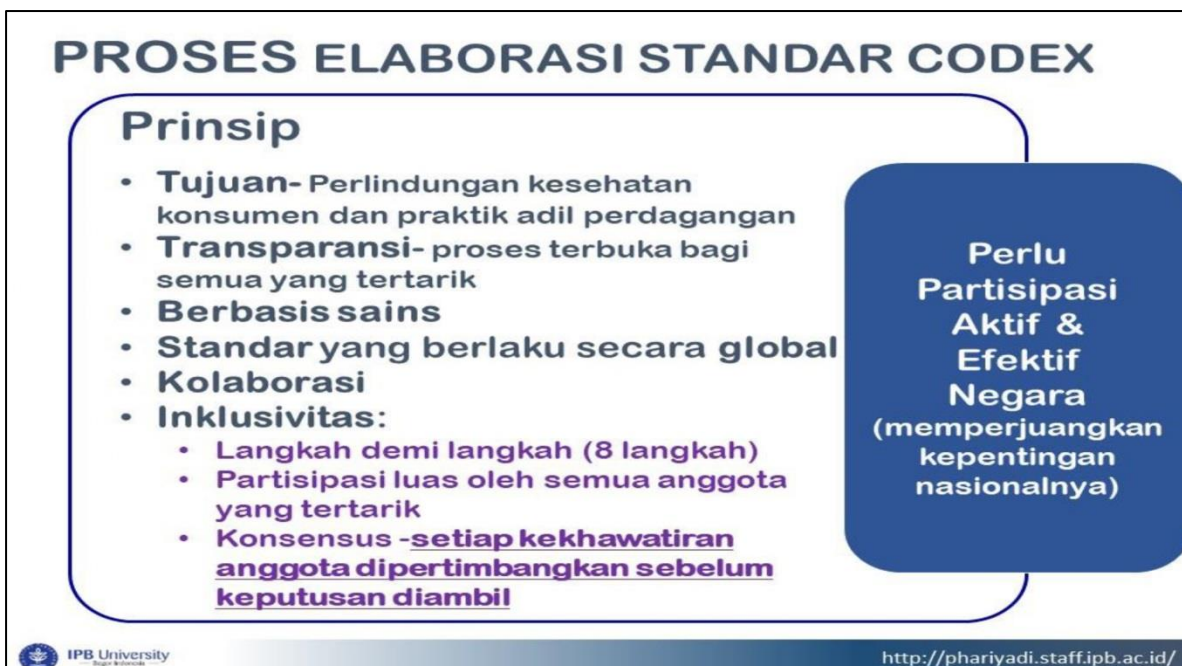 PROSES ELABORASI STANDAR CODEX
Prinsip
• Tujuan- Perlindungan kesehatan
konsumen dan praktik adil perdagangan
• Transparansi- proses terbuka bagi
semua yang tertarik
• Berbasis sains
• Standar yang berlaku secara global
• Kolaborasi
• Inklusivitas:
• Langkah demi langkah (8 langkah)
• Partisipasi luas oleh semua anggota
yang tertarik
• Konsensus -setiap kekhawatiran
anggota dipertimbangkan sebelum
keputusan diambil
Perlu
Partisipasi
Aktif &
Efektif
Negara
(memperjuangkan
kepentingan
nasionalnya)
IPB University
Bogor Indonesia
http://phariyadi.staff.ipb.ac.id/